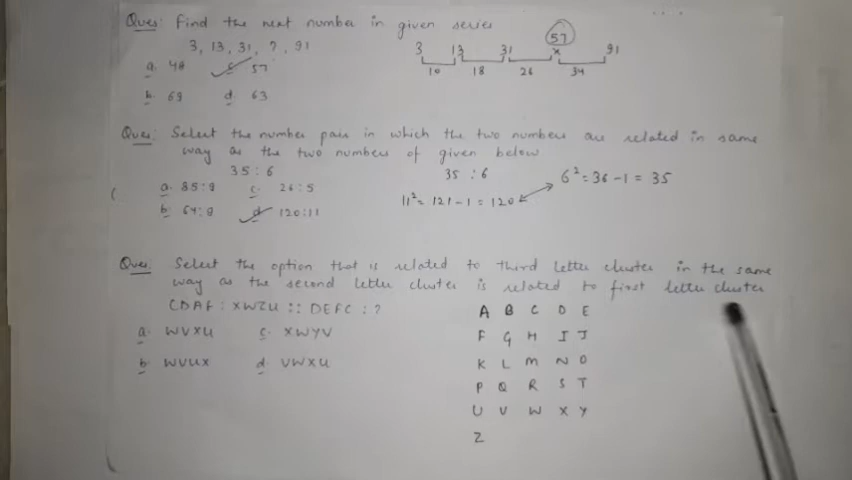 Ques: Find the next number in given series
3, 13, 31, ?, 91
a. 48 c. 57
b. 69 d. 63
3 13 31 57 x 91
10 18 26 34
Ques: Select the number pair in which the two numbers are related in same
way as the two numbers of given below
35 : 6
a. 85:9 c. 26:5
b. 64:9 d. 120:11
35 : 6
11² = 121 - 1 = 120 6² = 36 - 1 = 35
Ques: Select the option that is related to third letter cluster in the same
way as the second letter cluster is related to first letter cluster
CDAF : XWZU :: DEFC : ?
a. WVXU c. XWYV
b. WVUX d. VWXU
A B C D E
F G H I J
K L M N O
P Q R S T
U V W X Y
Z